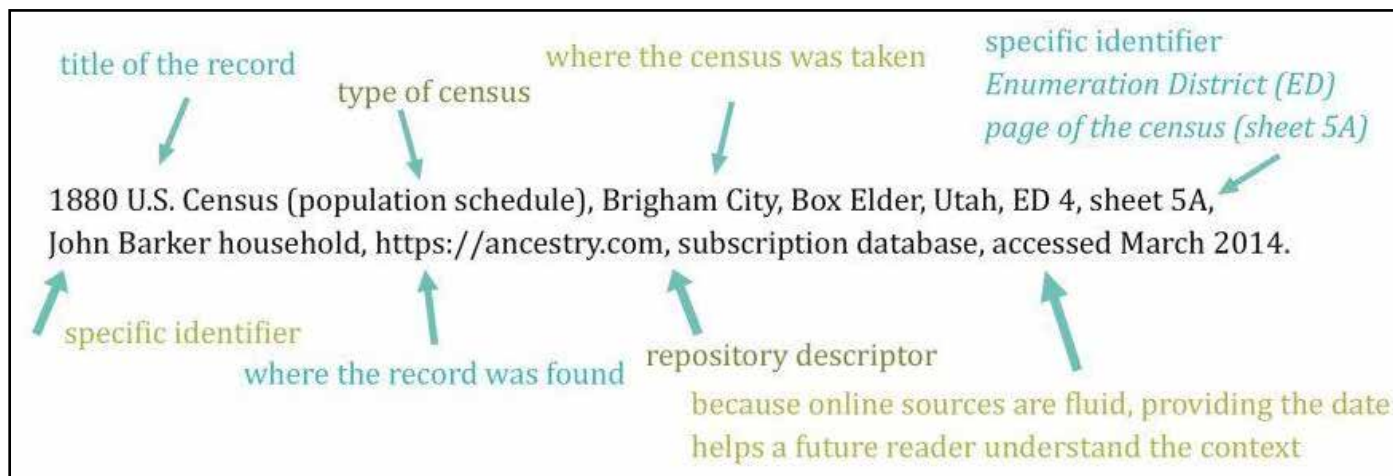 title of the record
type of census
where the census was taken
specific identifier
Enumeration District (ED)
page of the census (sheet 5A)
1880 U.S. Census (population schedule), Brigham City, Box Elder, Utah, ED 4, sheet 5A,
John Barker household, https://ancestry.com, subscription database, accessed March 2014.
specific identifier
where the record was found
repository descriptor
because online sources are fluid, providing the date
helps a future reader understand the context